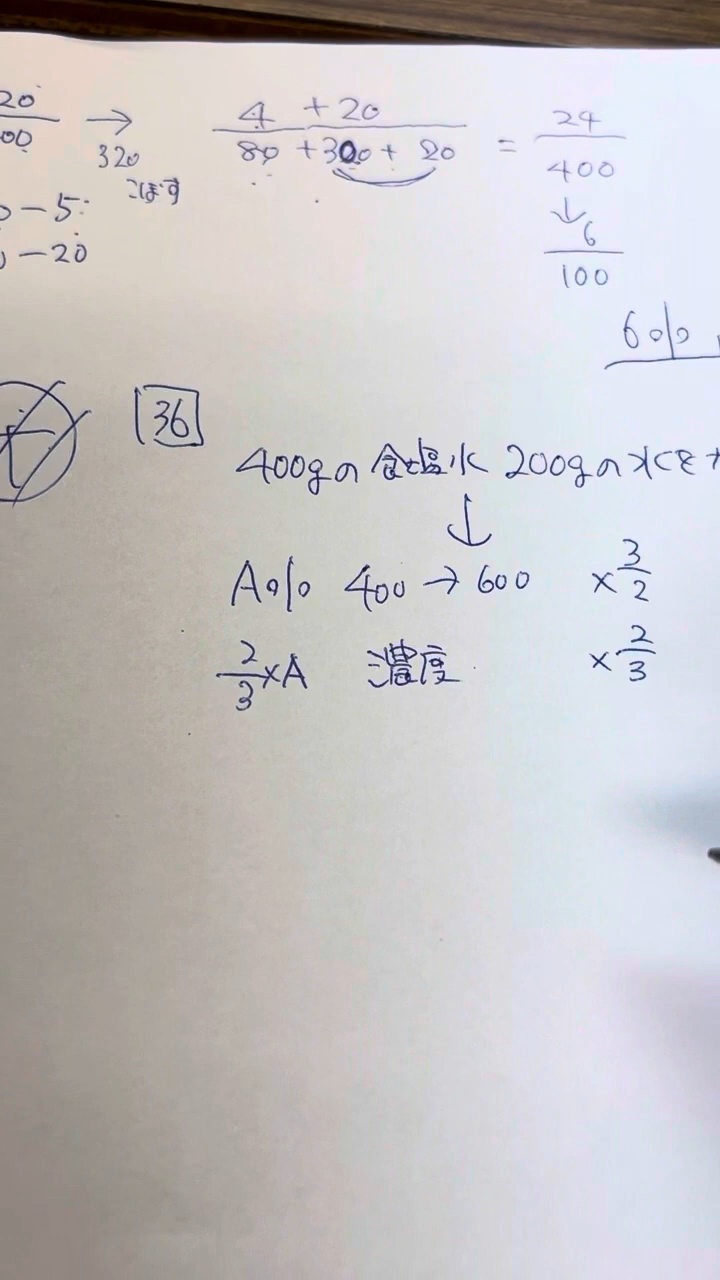 20
00 → 4 + 20 / 80 + 300 + 20 = 24 / 400
320
こぼす
- 5
- 20
↓
6 / 100
6%
36
400gの食塩水 200gの水を
↓
A% 400 → 600 × 3/2
2/3 × A 濃度 × 2/3